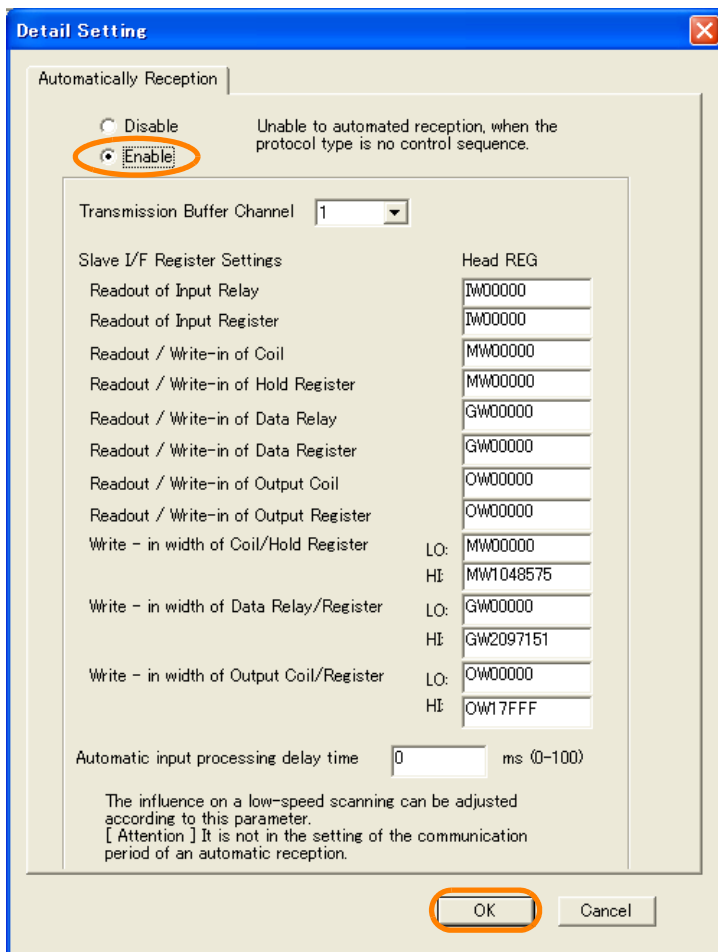 Detail Setting
Automatically Reception
Disable
Unable to automated reception, when the
protocol type is no control sequence.
Enable
Transmission Buffer Channel 1
Slave I/F Register Settings Head REG
Readout of Input Relay IW00000
Readout of Input Register IW00000
Readout / Write-in of Coil MW00000
Readout / Write-in of Hold Register MW00000
Readout / Write-in of Data Relay GW00000
Readout / Write-in of Data Register GW00000
Readout / Write-in of Output Coil OW00000
Readout / Write-in of Output Register OW00000
Write - in width of Coil/Hold Register LO: MW00000
HI: MW1048575
Write - in width of Data Relay/Register LO: GW00000
HI: GW2097151
Write - in width of Output Coil/Register LO: OW00000
HI: OW17FFF
Automatic input processing delay time 0 ms (0-100)
The influence on a low-speed scanning can be adjusted
according to this parameter.
[ Attention ] It is not in the setting of the communication
period of an automatic reception.
OK Cancel